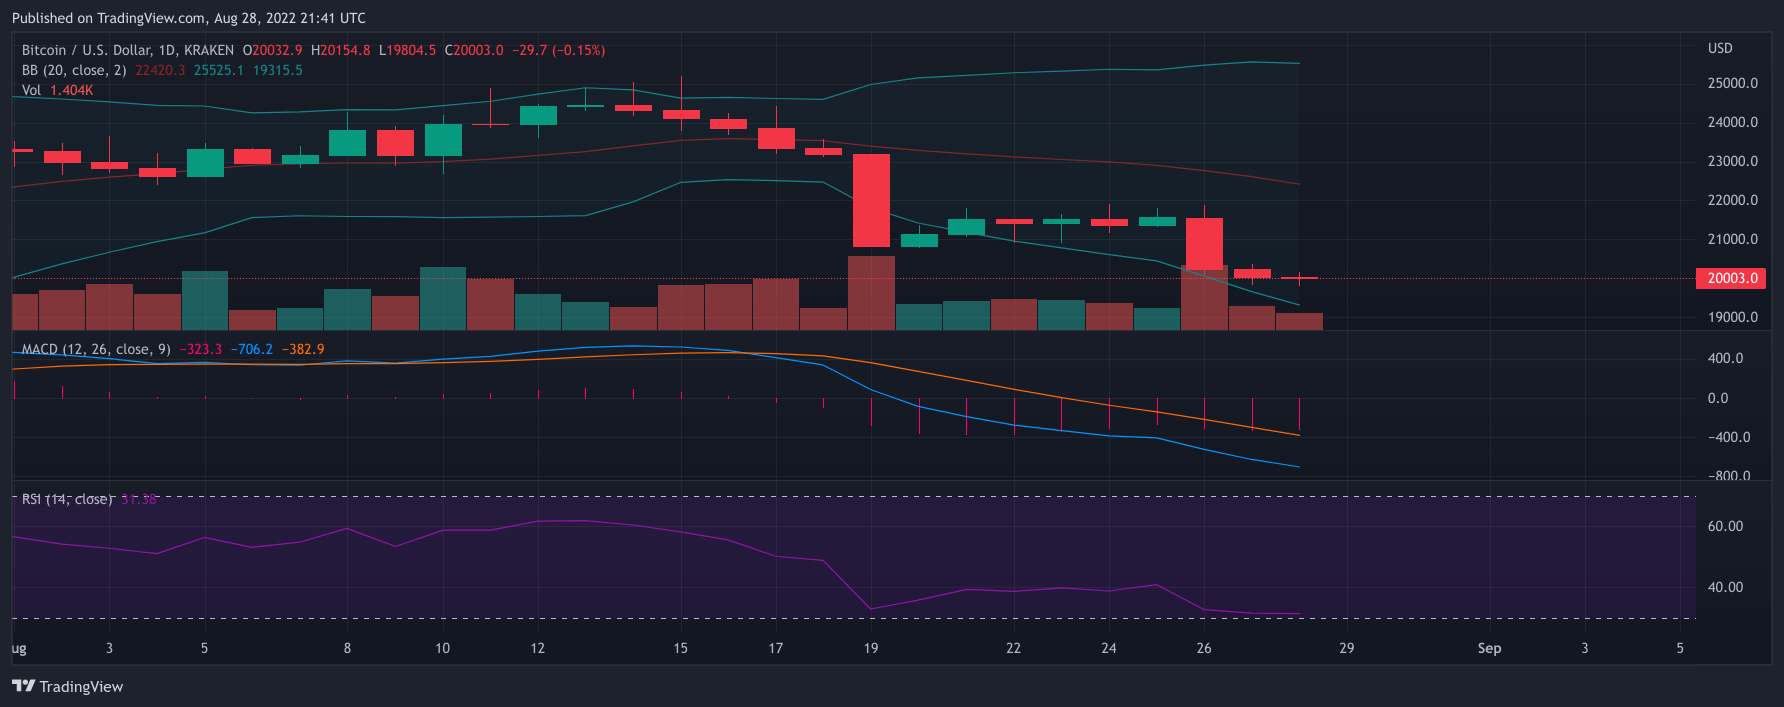 Published on TradingView.com, Aug 28, 2022 21:41 UTC
Bitcoin / U.S. Dollar, 1D, KRAKEN O20032.9 H20154.8 L19804.5 C20003.0 −29.7 (−0.15%)
USD
BB (20, close, 2) 22420.3 25525.1 19315.5
Vol 1.404K
25000.0
24000.0
23000.0
22000.0
21000.0
20003.0
19000.0
MACD (12, 26, close, 9) −323.3 −706.2 −382.9
400.0
0.0
−400.0
−800.0
RSI (14, close) 31.38
60.00
40.00
ug 3 5 8 10 12 15 17 19 22 24 26 29 Sep 3 5
TradingView